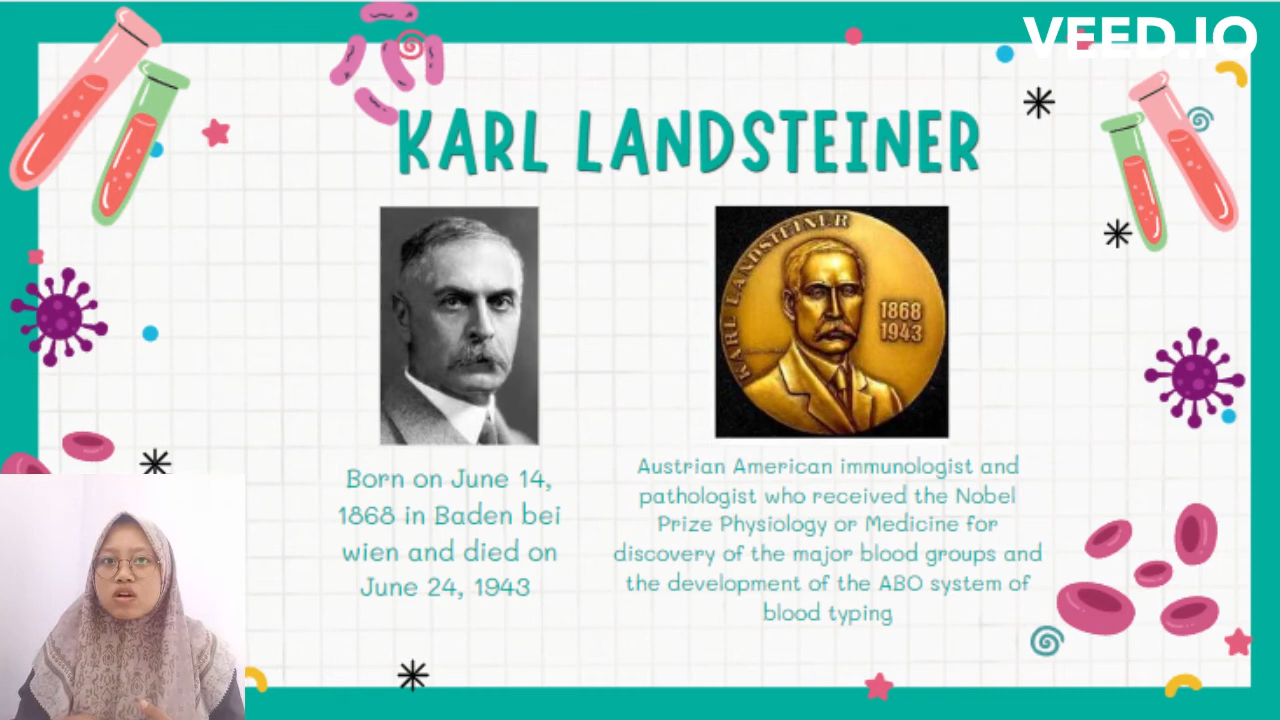 VEED.IO
KARL LANDSTEINER
KARL LANDSTEINER
1868
1943
Born on June 14,
1868 in Baden bei
wien and died on
June 24, 1943
Austrian American immunologist and
pathologist who received the Nobel
Prize Physiology or Medicine for
discovery of the major blood groups and
the development of the ABO system of
blood typing